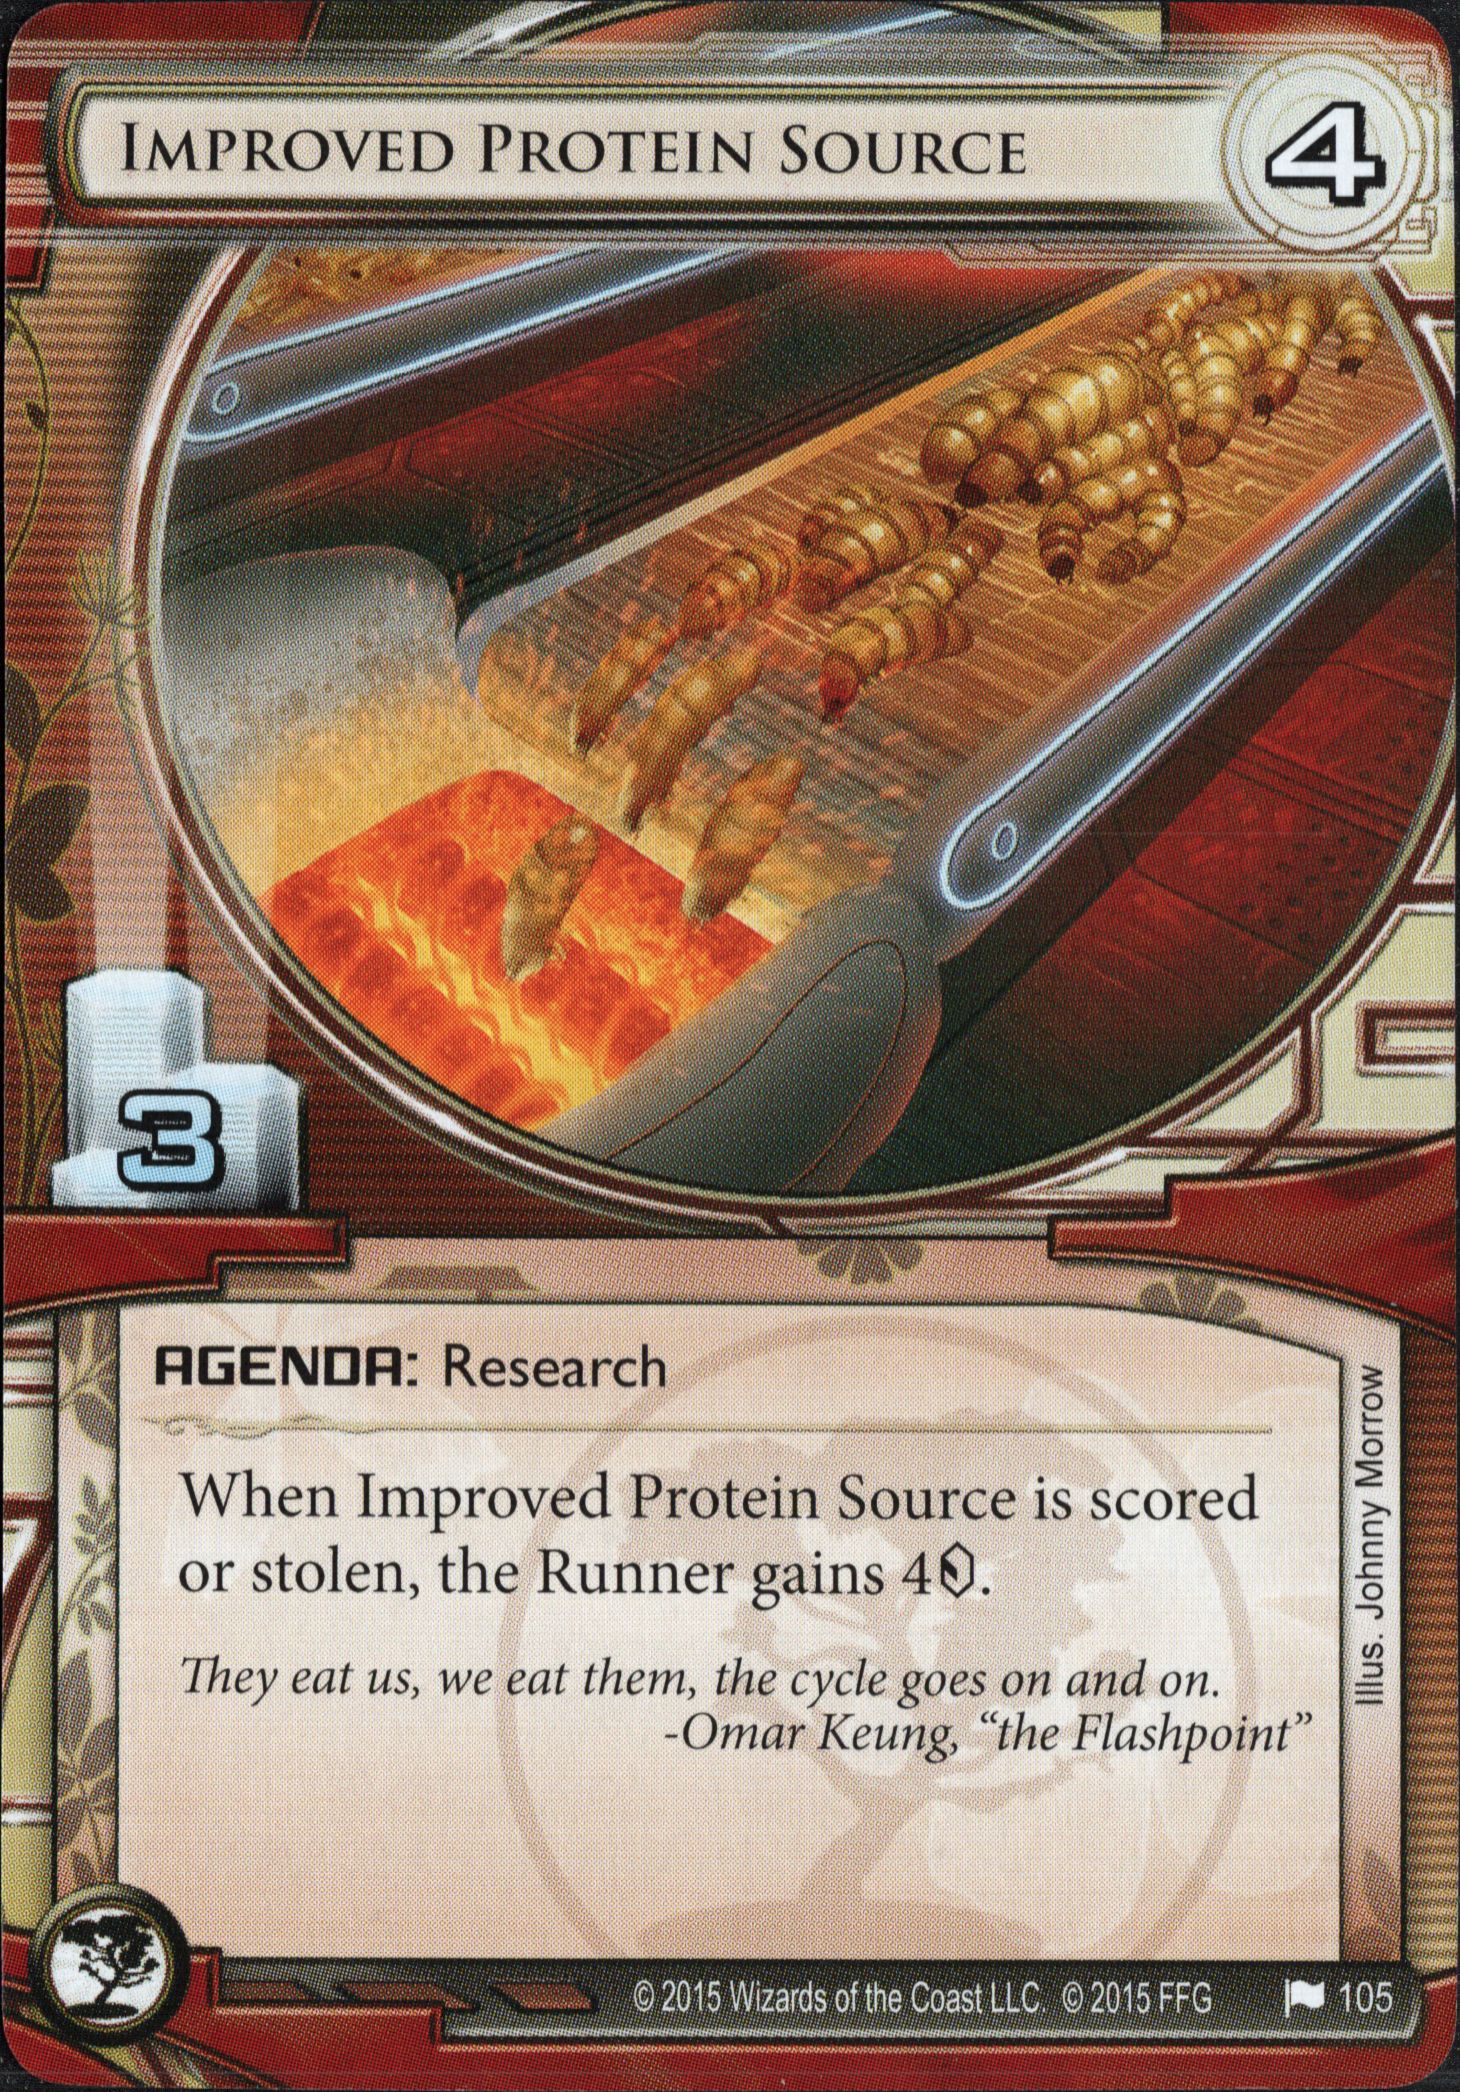 IMPROVED PROTEIN SOURCE
4
3
AGENDA: Research
When Improved Protein Source is scored
or stolen, the Runner gains 4.
They eat us, we eat them, the cycle goes on and on.
-Omar Keung, “the Flashpoint”
Illus. Johnny Morrow
© 2015 Wizards of the Coast LLC. © 2015 FFG
105